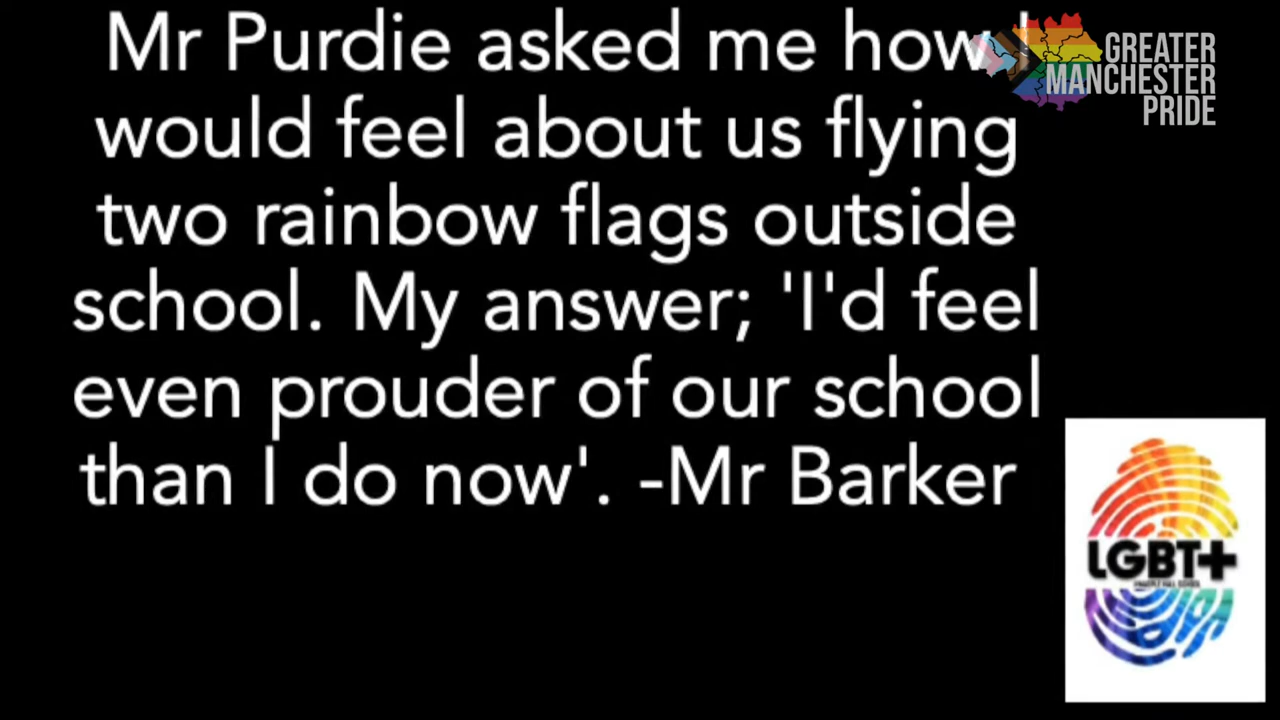 Mr Purdie asked me how I
would feel about us flying
two rainbow flags outside
school. My answer; 'I'd feel
even prouder of our school
than I do now'. -Mr Barker
GREATER
MANCHESTER
PRIDE
LGBT+